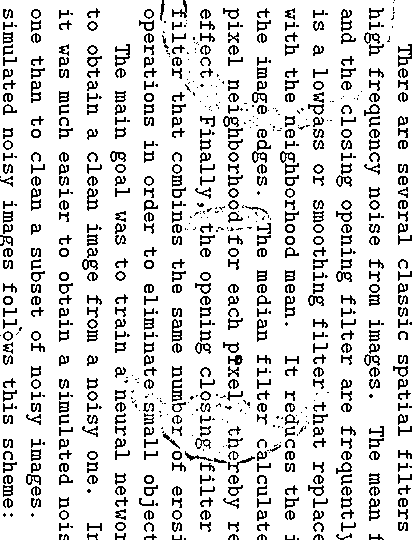 There are several classic spatial filters
high frequency noise from images. The mean f
and the closing opening filter are frequently
is a lowpass or smoothing filter that replace
with the neighborhood mean. It reduces the i
the image edges. The median filter calculate
pixel neighborhood for each pixel thereby re
effect. Finally, the opening closing filter
filter that combines the same number of erosi
operations in order to eliminate small object
The main goal was to train a neural networ
to obtain a clean image from a noisy one. In
it was much easier to obtain a simulated nois
one than to clean a subset of noisy images.
simulated noisy images follows this scheme: